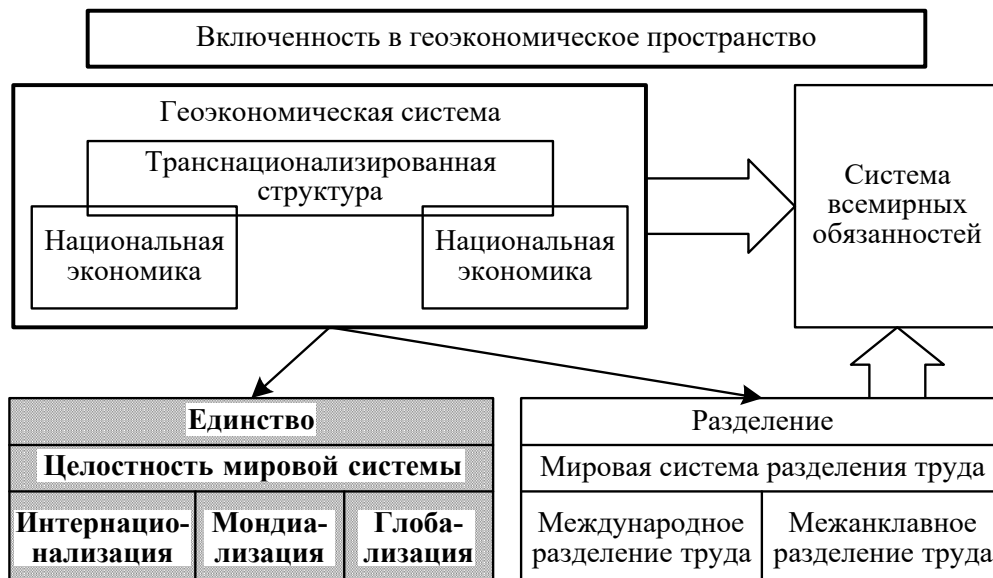 Включенность в геоэкономическое пространство
Геоэкономическая система
Транснационализированная
структура
Национальная
экономика
Национальная
экономика
Система
всемирных
обязанностей
Единство
Целостность мировой системы
Интернацио-
нализация
Мондиа-
лизация
Глоба-
лизация
Разделение
Мировая система разделения труда
Международное
разделение труда
Межанклавное
разделение труда